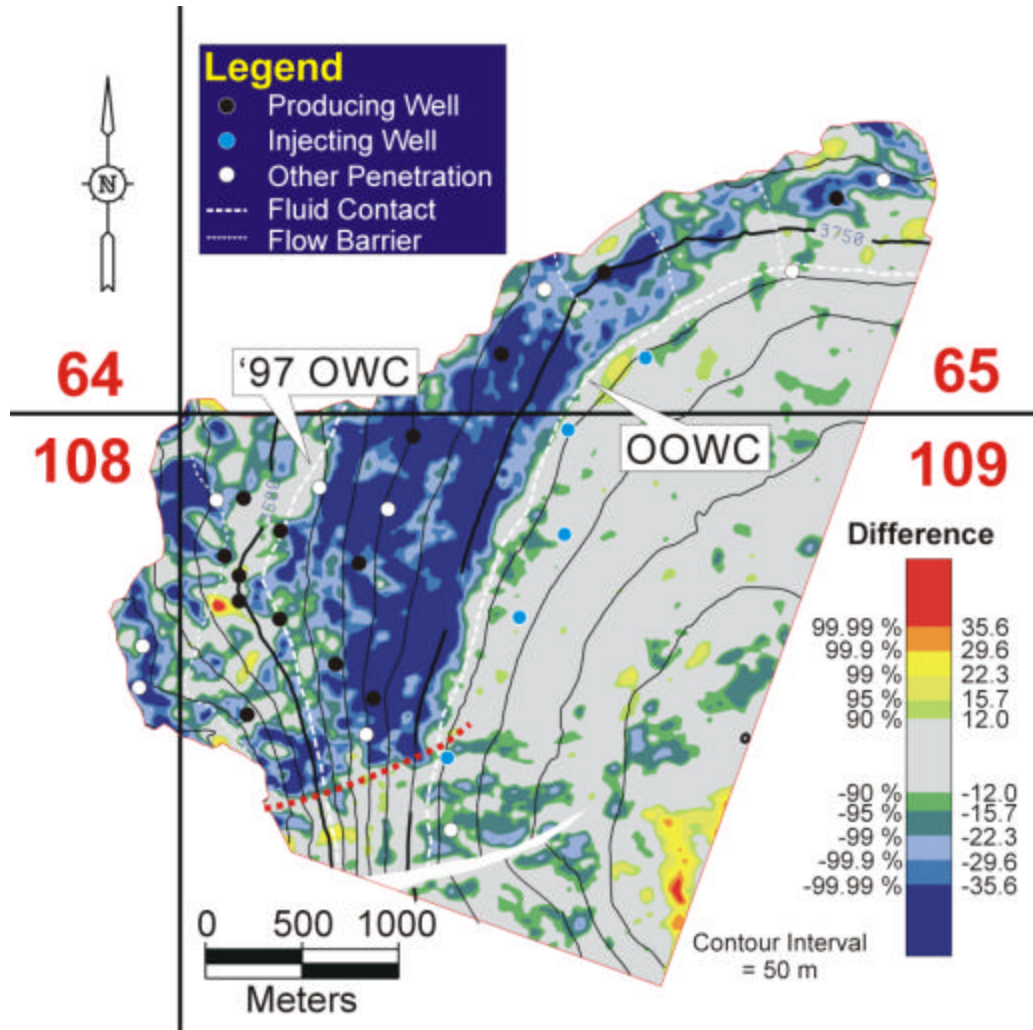 Legend
Producing Well
Injecting Well
Other Penetration
Fluid Contact
Flow Barrier
N
3750
64
'97 OWC
65
108
OOWC
109
Difference
99.99 % 35.6
99.9 % 29.6
99 % 22.3
95 % 15.7
90 % 12.0
-90 % -12.0
-95 % -15.7
-99 % -22.3
-99.9 % -29.6
-99.99 % -35.6
0 500 1000
Meters
Contour Interval
= 50 m